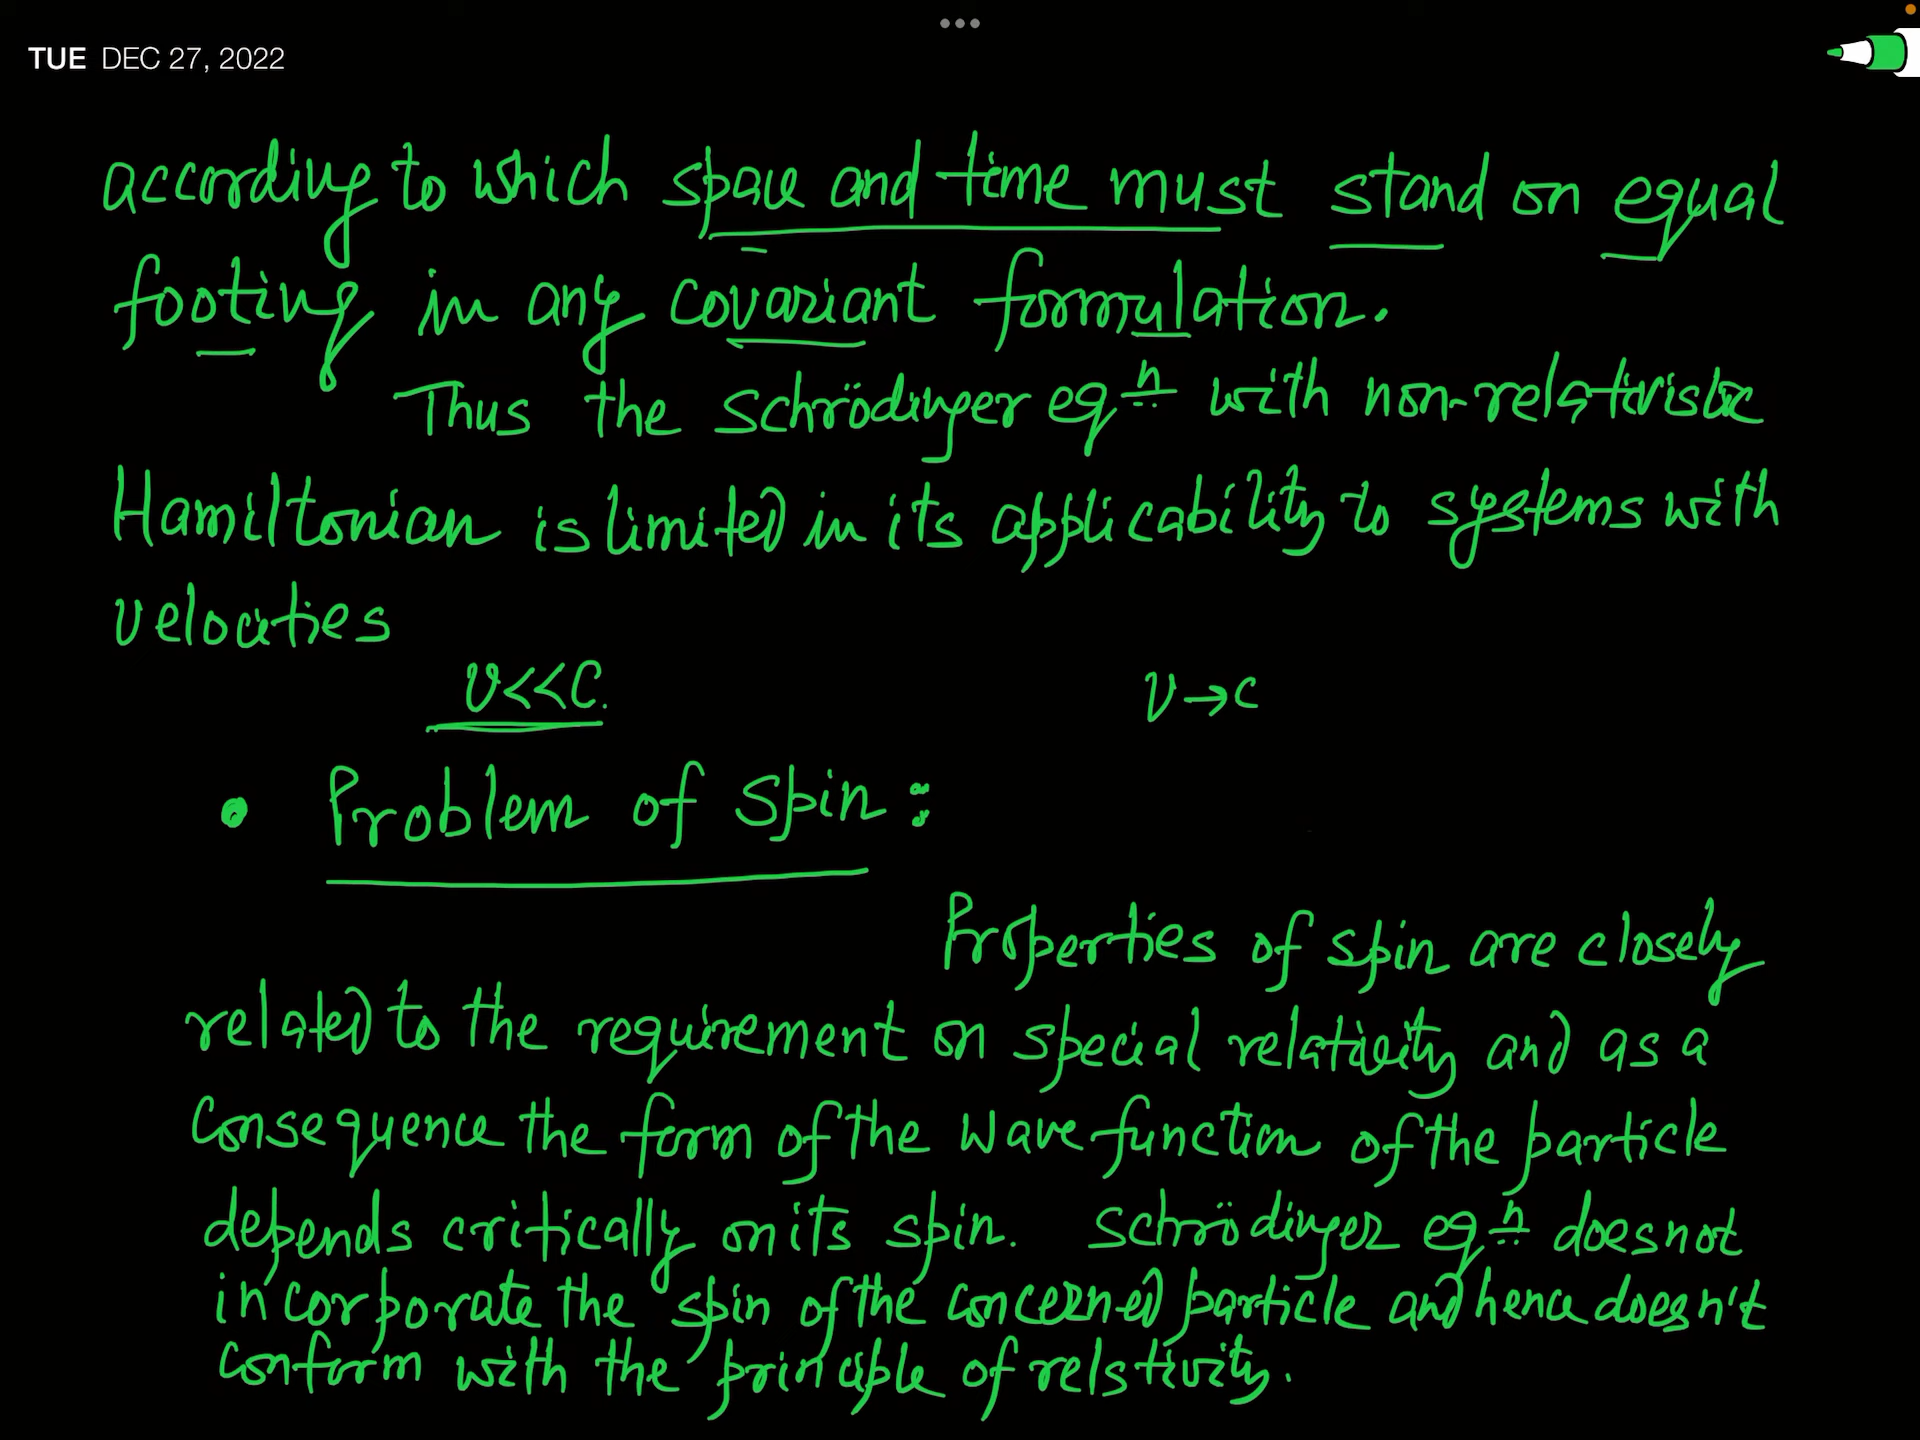 TUE DEC 27, 2022
according to which space and time must stand on equal
footing in any covariant formulation.
Thus the Schrödinger eqn with non-relativistic
Hamiltonian is limited in its applicability to systems with
velocities
v<<c. v→c
• Problem of Spin:
Properties of spin are closely
related to the requirement on special relativity and as a
consequence the form of the wave function of the particle
depends critically on its spin. Schrödinger eqn does not
incorporate the spin of the concerned particle and hence doesn't
conform with the principle of relativity.